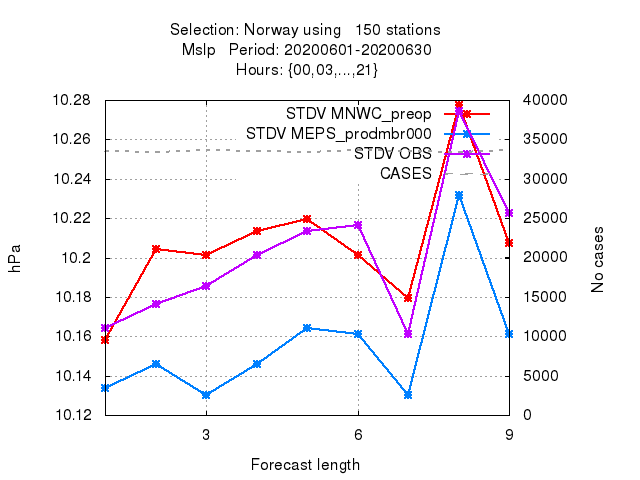 Selection: Norway using 150 stations
Mslp Period: 20200601-20200630
Hours: {00,03,...,21}
STDV MNWC_preop
STDV MEPS_prodmbr000
STDV OBS
CASES
hPa
10.28
10.26
10.24
10.22
10.2
10.18
10.16
10.14
10.12
40000
35000
30000
25000
20000
15000
10000
5000
0
No cases
3 6 9
Forecast length